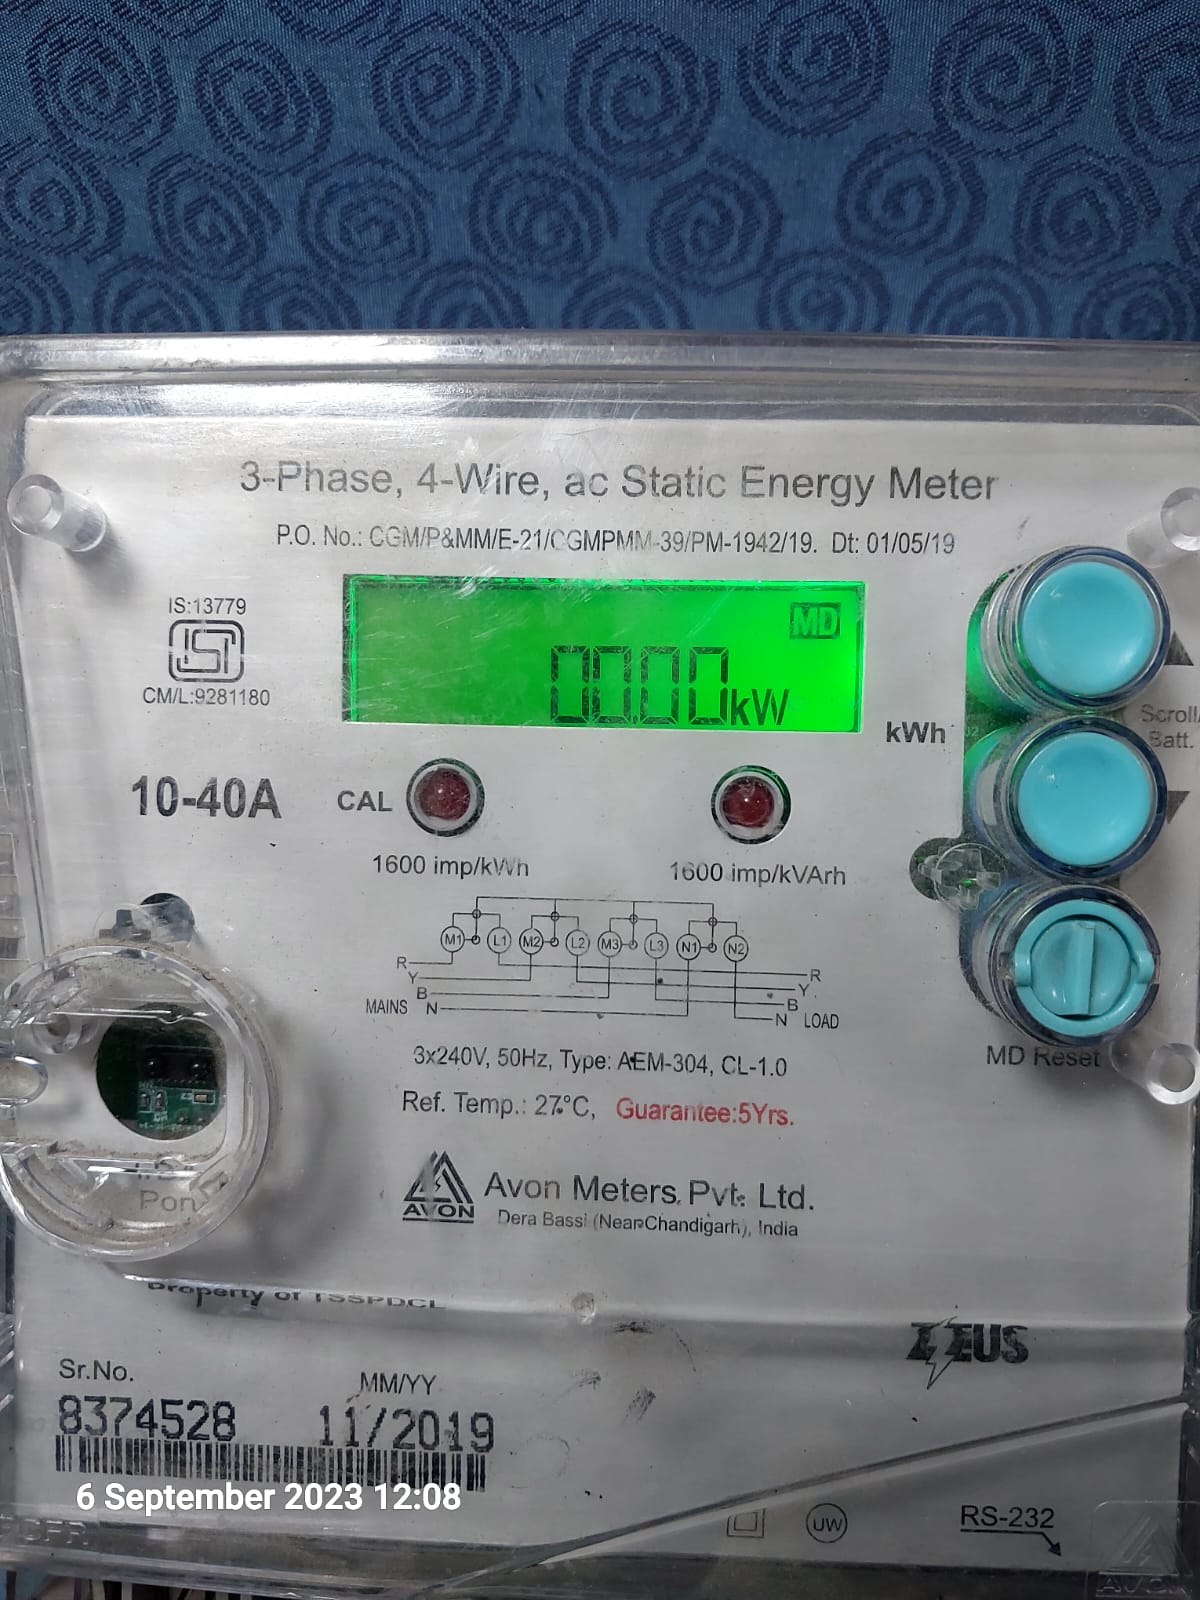 3-Phase, 4-Wire, ac Static Energy Meter
P.O. No.: CGM/P&MM/E-21/CGMPMM-39/PM-1942/19. Dt: 01/05/19
IS:13779
CM/L:9281180
MD
00.00kW
kWh
Scroll/
Batt.
10-40A
CAL
1600 imp/kWh
1600 imp/kVArh
M1 L1 M2 L2 M3 L3 N1 N2
R R
Y Y
B B
MAINS N N LOAD
MD Reset
3x240V, 50Hz, Type: AEM-304, CL-1.0
Ref. Temp.: 27°C, Guarantee:5Yrs.
AVON
Avon Meters Pvt. Ltd.
Dera Bassi (Near Chandigarh), India
Property of TSSPDCL
ZEUS
Sr.No. MM/YY
8374528 11/2019
6 September 2023 12:08
UW
RS-232
AVON